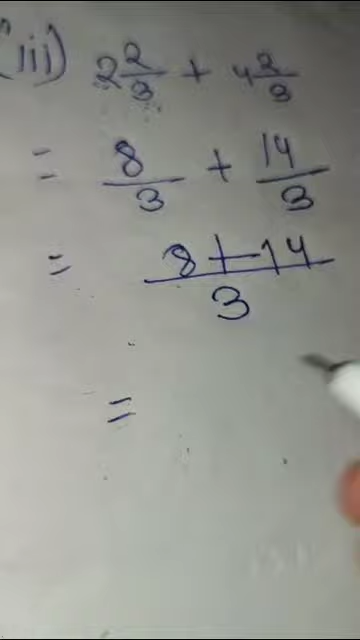 (iii) 2 2/3 + 4 2/3
= 8/3 + 14/3
= 8+14/3
=